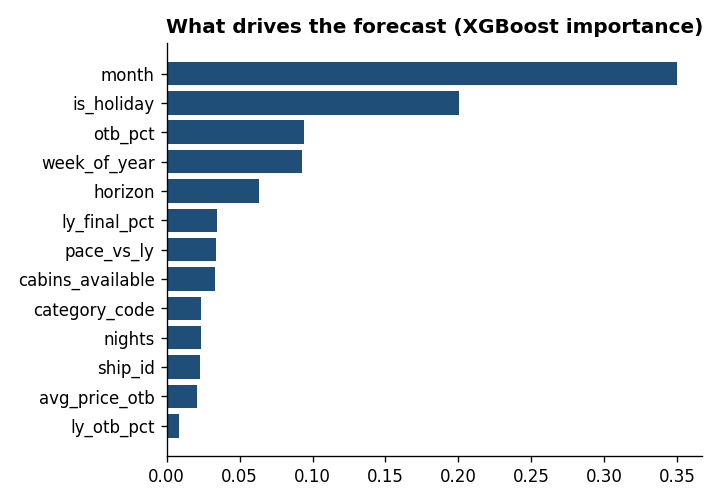 What drives the forecast (XGBoost importance)
month
is_holiday
otb_pct
week_of_year
horizon
ly_final_pct
pace_vs_ly
cabins_available
category_code
nights
ship_id
avg_price_otb
ly_otb_pct
0.00 0.05 0.10 0.15 0.20 0.25 0.30 0.35